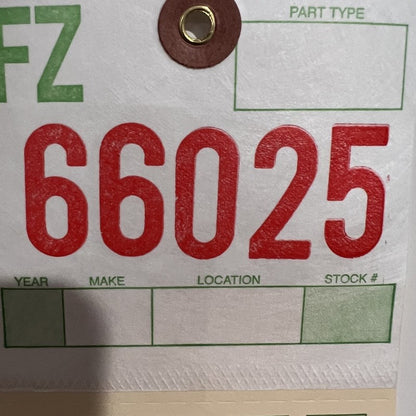 FZ
PART TYPE
66025
YEAR MAKE LOCATION STOCK #